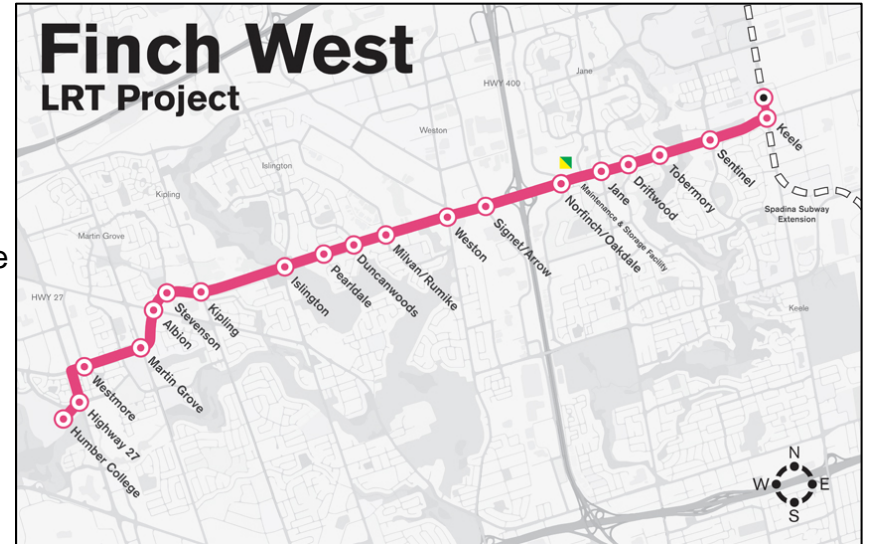 Finch West
LRT Project
HWY 400
Jane
Weston
Islington
Kipling
Martin Grove
HWY 27
Keele
Sentinel
Tobermory
Driftwood
Jane
Maintenance & Storage Facility
Norfinch/Oakdale
Signet/Arrow
Weston
Milvan/Rumike
Duncanwoods
Pearldale
Islington
Kipling
Stevenson
Albion
Martin Grove
Westmore
Highway 27
Humber College
Spadina Subway
Extension
Keele
N
W E
S
e